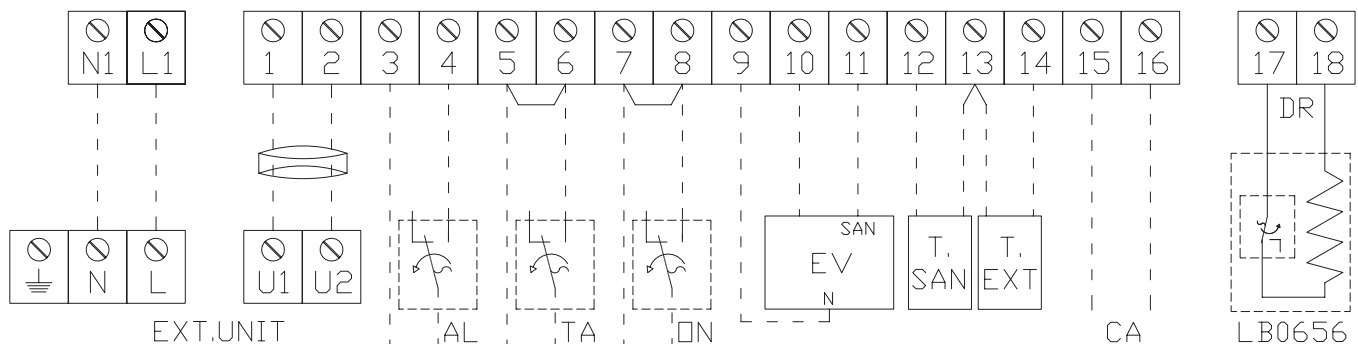 N1 L1 1 2 3 4 5 6 7 8 9 10 11 12 13 14 15 16 17 18
DR
SAN
EV
N
T. SAN
T. EXT
N L U1 U2
EXT.UNIT AL TA ON CA LB0656